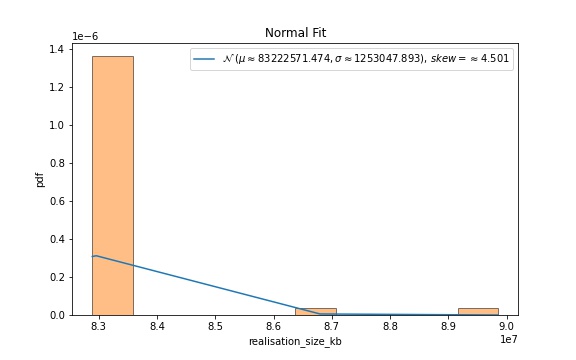 Normal Fit
1e−6
𝒩 (μ ≈ 83222571.474, σ ≈ 1253047.893), skew = ≈ 4.501
1.4
1.2
1.0
0.8
0.6
0.4
0.2
0.0
pdf
8.3 8.4 8.5 8.6 8.7 8.8 8.9 9.0
1e7
realisation_size_kb